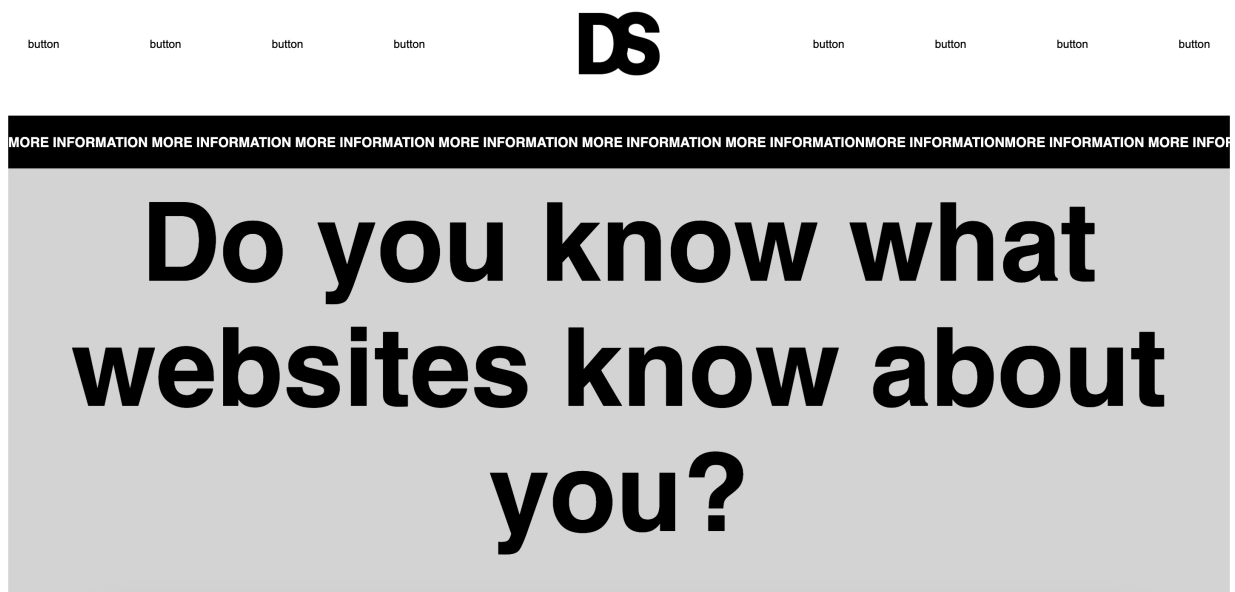 button button button button DS button button button button
MORE INFORMATION MORE INFORMATION MORE INFORMATION MORE INFORMATION MORE INFORMATION MORE INFORMATIONMORE INFORMATIONMORE INFORMATION MORE INFOR
Do you know what
websites know about
you?